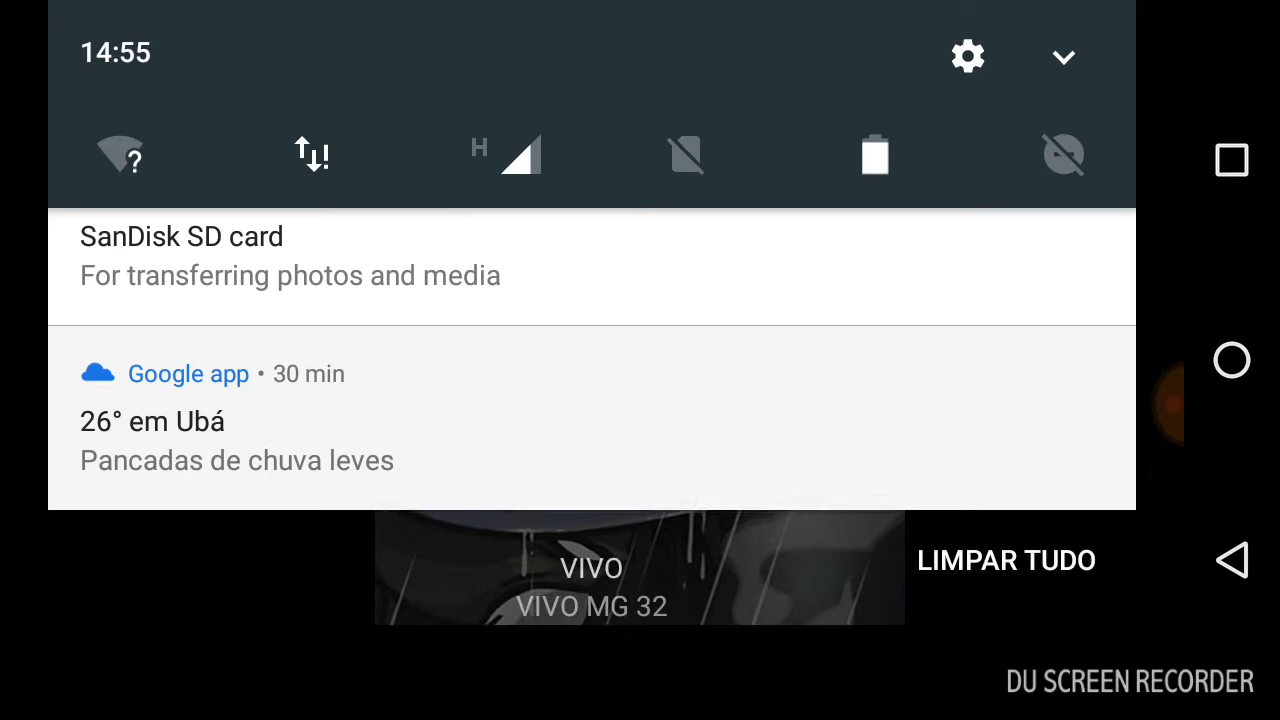 14:55
H
SanDisk SD card
For transferring photos and media
Google app • 30 min
26° em Ubá
Pancadas de chuva leves
VIVO
VIVO MG 32
LIMPAR TUDO
DU SCREEN RECORDER